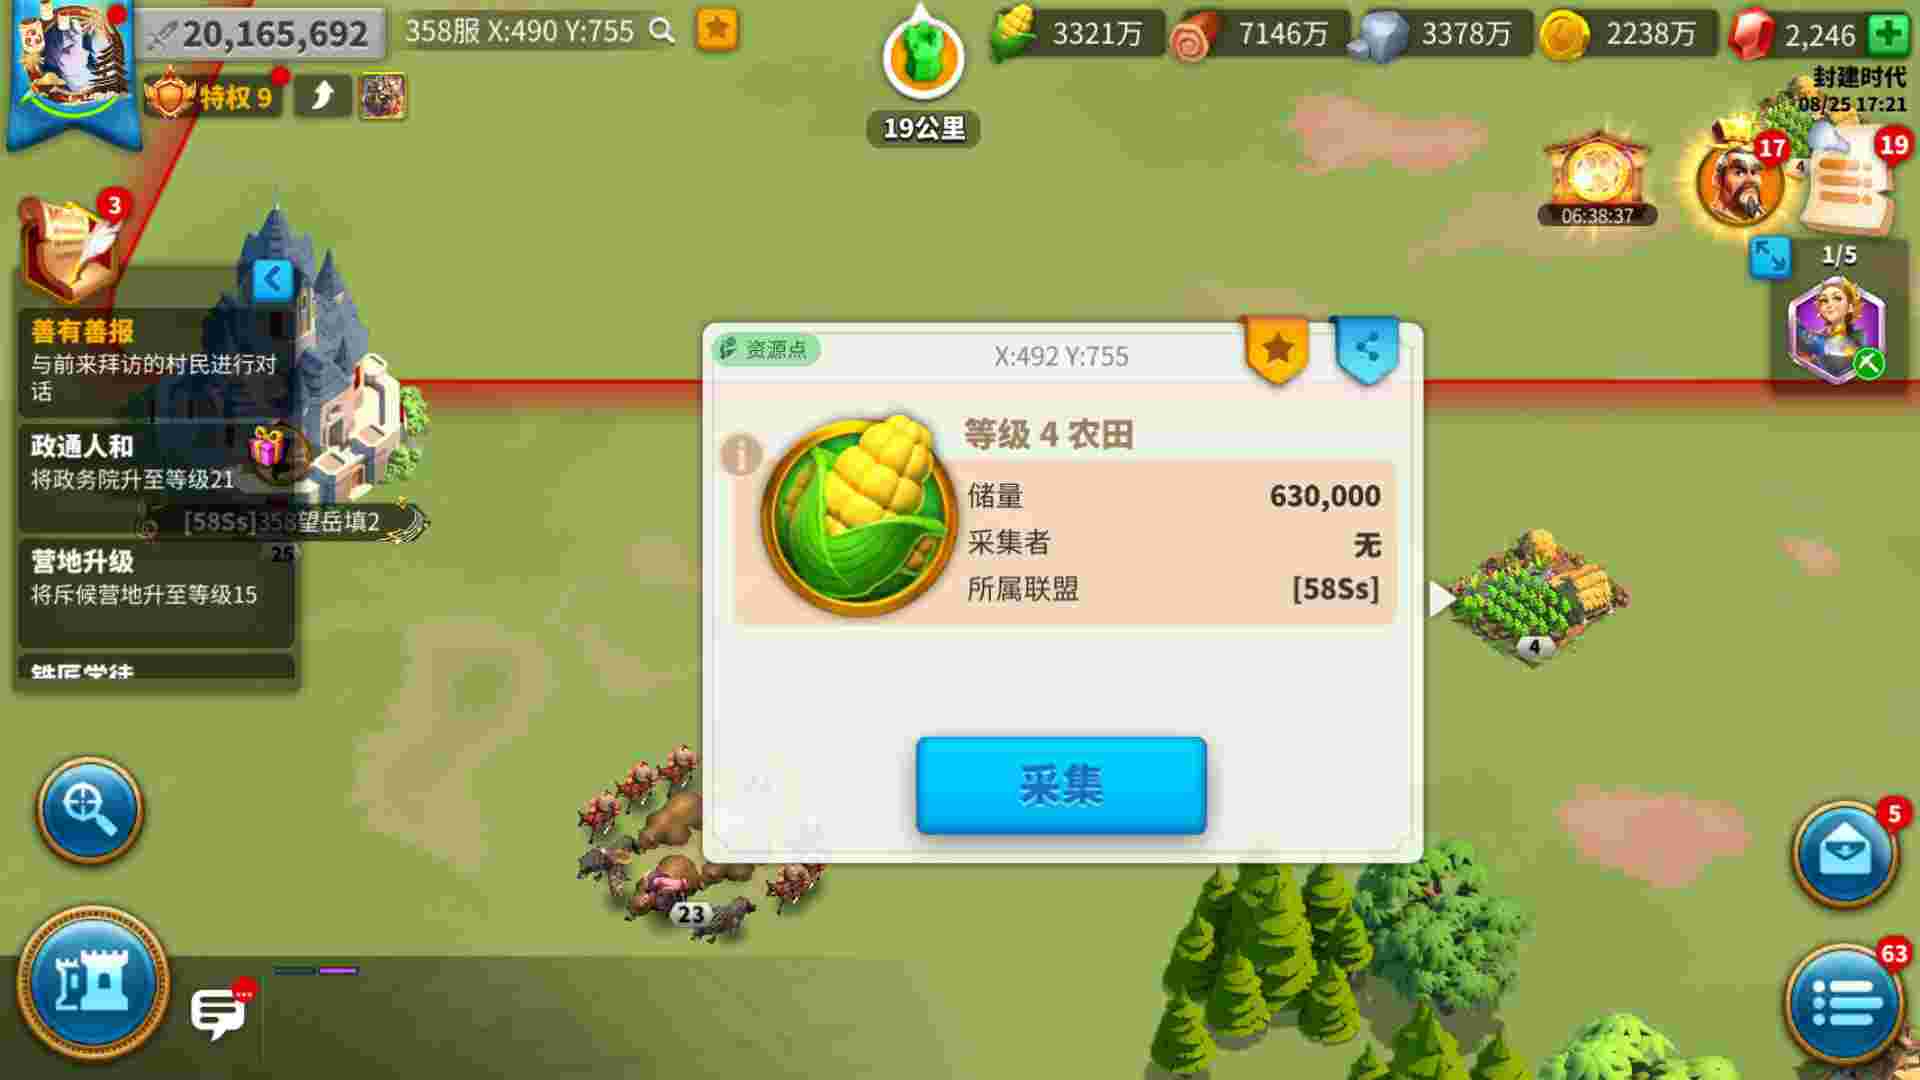 20,165,692
358服 X:490 Y:755
3321万
7146万
3378万
2238万
2,246
封建时代
08/25 17:21
特权 9
19公里
17
4
19
06:38:37
1/5
3
善有善报
与前来拜访的村民进行对
话
政通人和
将政务院升至等级21
[58Ss]358望岳填2
25
营地升级
将斥候营地升至等级15
铁匠学徒
资源点
X:492 Y:755
等级 4 农田
储量
630,000
采集者
无
所属联盟
[58Ss]
采集
4
23
5
63